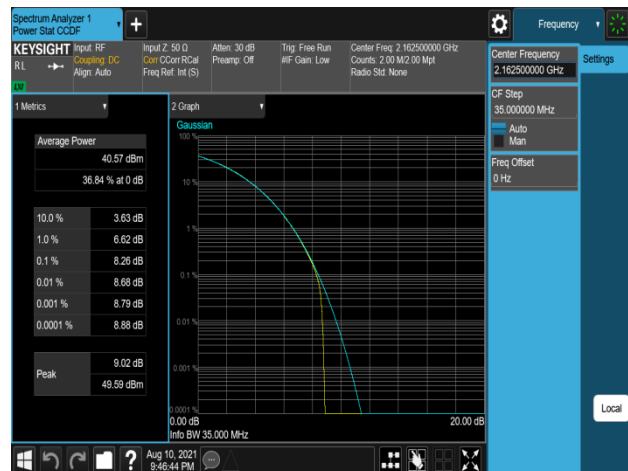 Spectrum Analyzer 1
Power Stat CCDF
Frequency
KEYSIGHT
RL
LXI
Input: RF
Coupling: DC
Align: Auto
Input Z: 50 Ω
Corr CCorr RCal
Freq Ref: Int (S)
Atten: 30 dB
Preamp: Off
Trig: Free Run
#IF Gain: Low
Center Freq: 2.162500000 GHz
Counts: 2.00 M/2.00 Mpt
Radio Std: None
Center Frequency
2.162500000 GHz
Settings
CF Step
35.000000 MHz
Auto
Man
Freq Offset
0 Hz
1 Metrics
Average Power
40.57 dBm
36.84 % at 0 dB
10.0 % 3.63 dB
1.0 % 6.62 dB
0.1 % 8.26 dB
0.01 % 8.68 dB
0.001 % 8.79 dB
0.0001 % 8.88 dB
Peak
9.02 dB
49.59 dBm
2 Graph
Gaussian
100 %
10 %
1 %
0.1 %
0.01 %
0.001 %
0.0001 %
0.00 dB 20.00 dB
Info BW 35.000 MHz
Local
?
Aug 10, 2021
9:46:44 PM